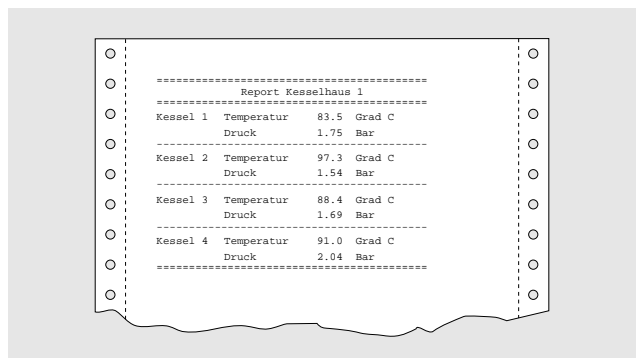 ==========================================
Report Kesselhaus 1
==========================================
Kessel 1 Temperatur 83.5 Grad C
Druck 1.75 Bar
------------------------------------------
Kessel 2 Temperatur 97.3 Grad C
Druck 1.54 Bar
------------------------------------------
Kessel 3 Temperatur 88.4 Grad C
Druck 1.69 Bar
------------------------------------------
Kessel 4 Temperatur 91.0 Grad C
Druck 2.04 Bar
==========================================